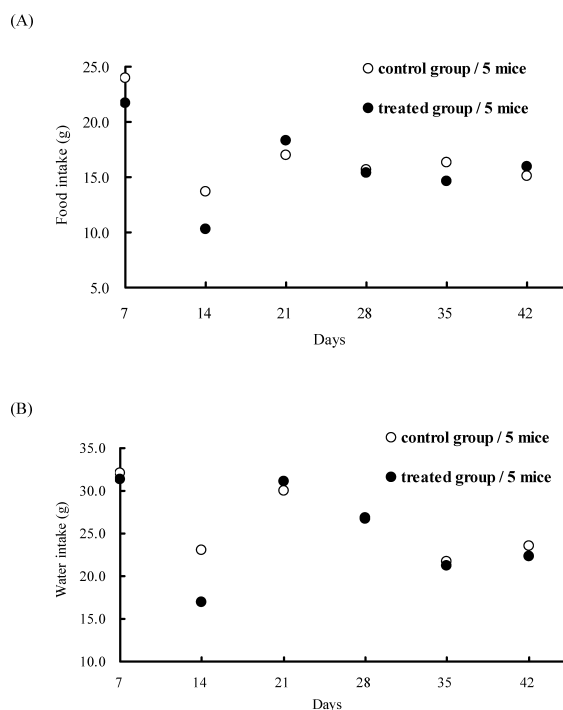 (A)
25.0
20.0
15.0
10.0
5.0
Food intake (g)
control group / 5 mice
treated group / 5 mice
7 14 21 28 35 42
Days
(B)
35.0
30.0
25.0
20.0
15.0
10.0
Water intake (g)
control group / 5 mice
treated group / 5 mice
7 14 21 28 35 42
Days